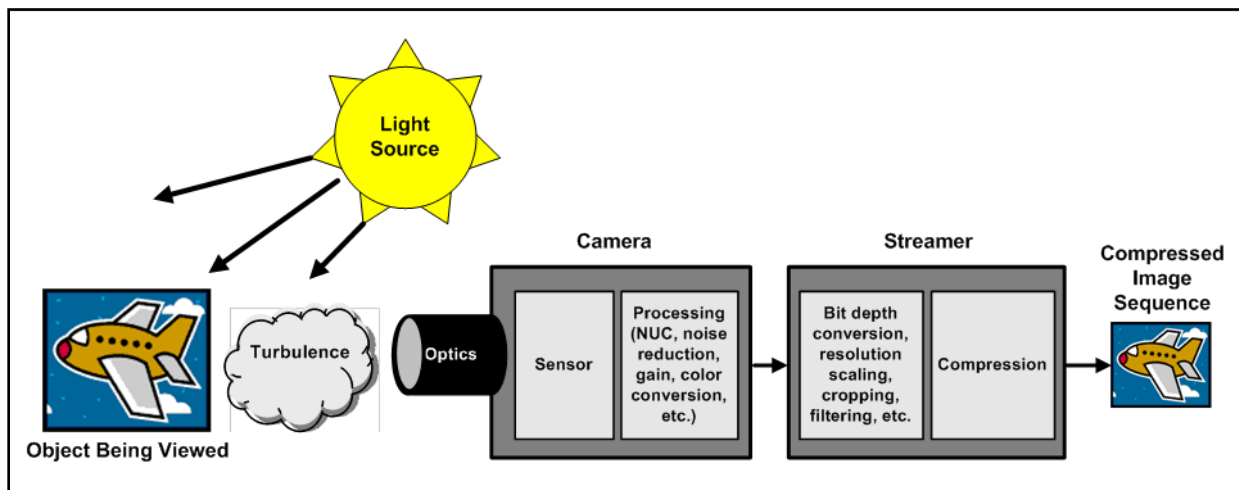 Light
Source
Object Being Viewed
Turbulence
Optics
Camera
Sensor
Processing
(NUC, noise
reduction,
gain, color
conversion,
etc.)
Streamer
Bit depth
conversion,
resolution
scaling,
cropping,
filtering, etc.
Compression
Compressed
Image
Sequence